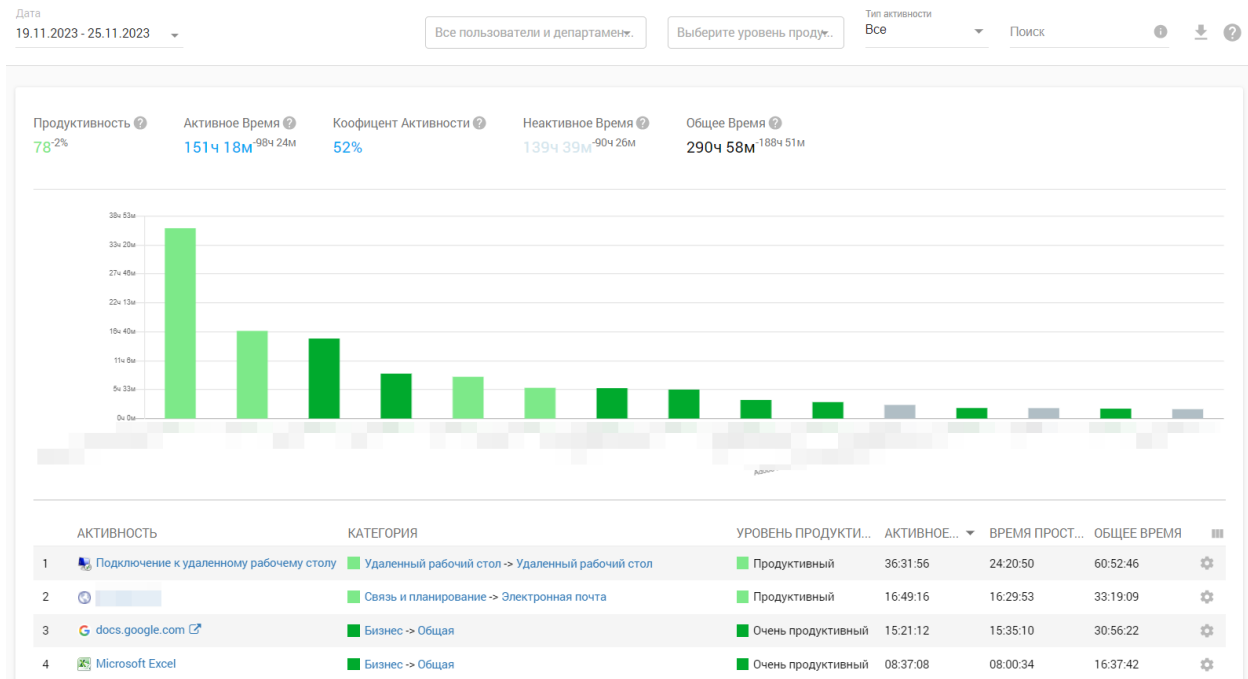 Дата
19.11.2023 - 25.11.2023
Все пользователи и департамен..
Выберите уровень проду..
Тип активности
Все
Поиск
Продуктивность
78 -2%
Активное Время
151ч 18м -98ч 24м
Коофицент Активности
52%
Неактивное Время
139ч 39м -90ч 26м
Общее Время
290ч 58м -188ч 51м
38ч 53м
33ч 20м
27ч 46м
22ч 13м
16ч 40м
11ч 6м
5ч 33м
0ч 0м
АКТИВНОСТЬ КАТЕГОРИЯ УРОВЕНЬ ПРОДУКТИ... АКТИВНОЕ... ВРЕМЯ ПРОСТ... ОБЩЕЕ ВРЕМЯ
1 Подключение к удаленному рабочему столу Удаленный рабочий стол -> Удаленный рабочий стол Продуктивный 36:31:56 24:20:50 60:52:46
2 Связь и планирование -> Электронная почта Продуктивный 16:49:16 16:29:53 33:19:09
3 docs.google.com Бизнес -> Общая Очень продуктивный 15:21:12 15:35:10 30:56:22
4 Microsoft Excel Бизнес -> Общая Очень продуктивный 08:37:08 08:00:34 16:37:42